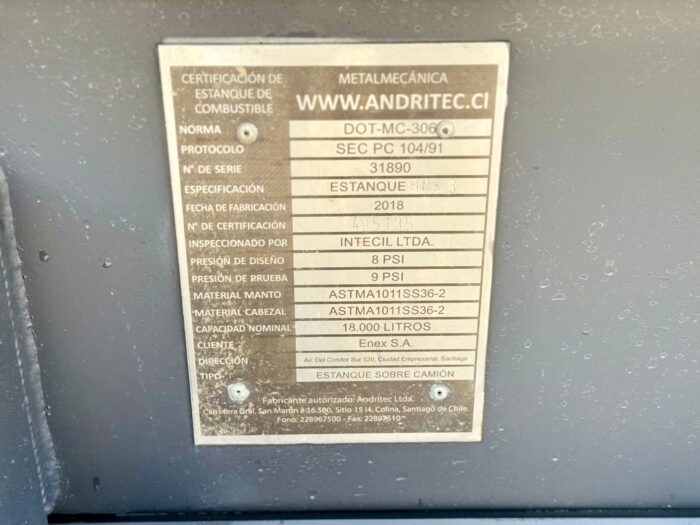 CERTIFICACIÓN DE
ESTANQUE DE
COMBUSTIBLE
METALMECÁNICA
WWW.ANDRITEC.Cl
NORMA DOT-MC-306
PROTOCOLO SEC PC 104/91
N° DE SERIE 31890
ESPECIFICACIÓN ESTANQUE
FECHA DE FABRICACIÓN 2018
N° DE CERTIFICACIÓN
INSPECCIONADO POR INTECIL LTDA.
PRESIÓN DE DISEÑO 8 PSI
PRESIÓN DE PRUEBA 9 PSI
MATERIAL MANTO ASTMA1011SS36-2
MATERIAL CABEZAL ASTMA1011SS36-2
CAPACIDAD NOMINAL 18.000 LITROS
CLIENTE Enex S.A.
DIRECCIÓN Av. Del Condor Sur 520, Ciudad Empresarial, Santiago
TIPO ESTANQUE SOBRE CAMIÓN
Fabricante autorizado: Andritec Ltda.
Carretera Gral. San Martín # 16.500, Sitio 15 I4. Colina, Santiago de Chile.
Fono: 228967500 - Fax: 22897510